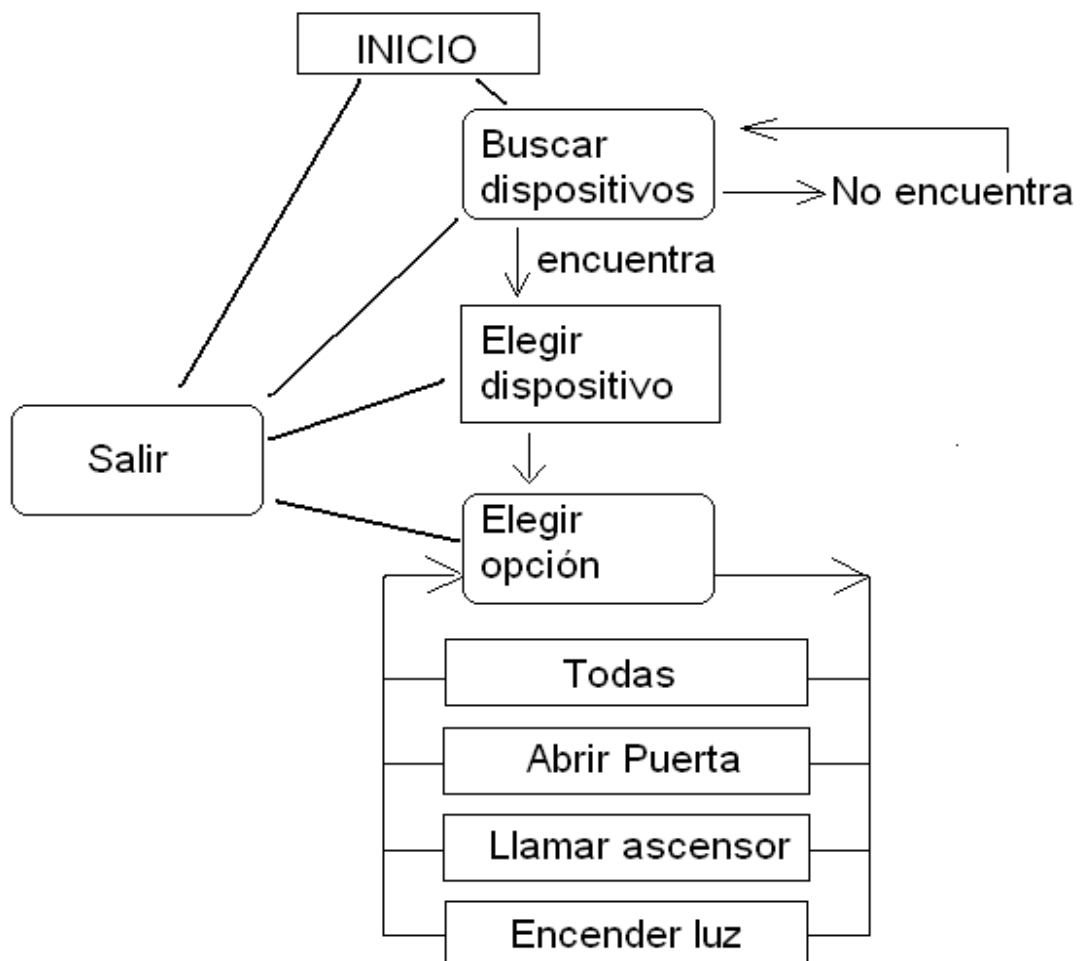 INICIO
Buscar
dispositivos
No encuentra
encuentra
Elegir
dispositivo
Salir
Elegir
opción
Todas
Abrir Puerta
Llamar ascensor
Encender luz